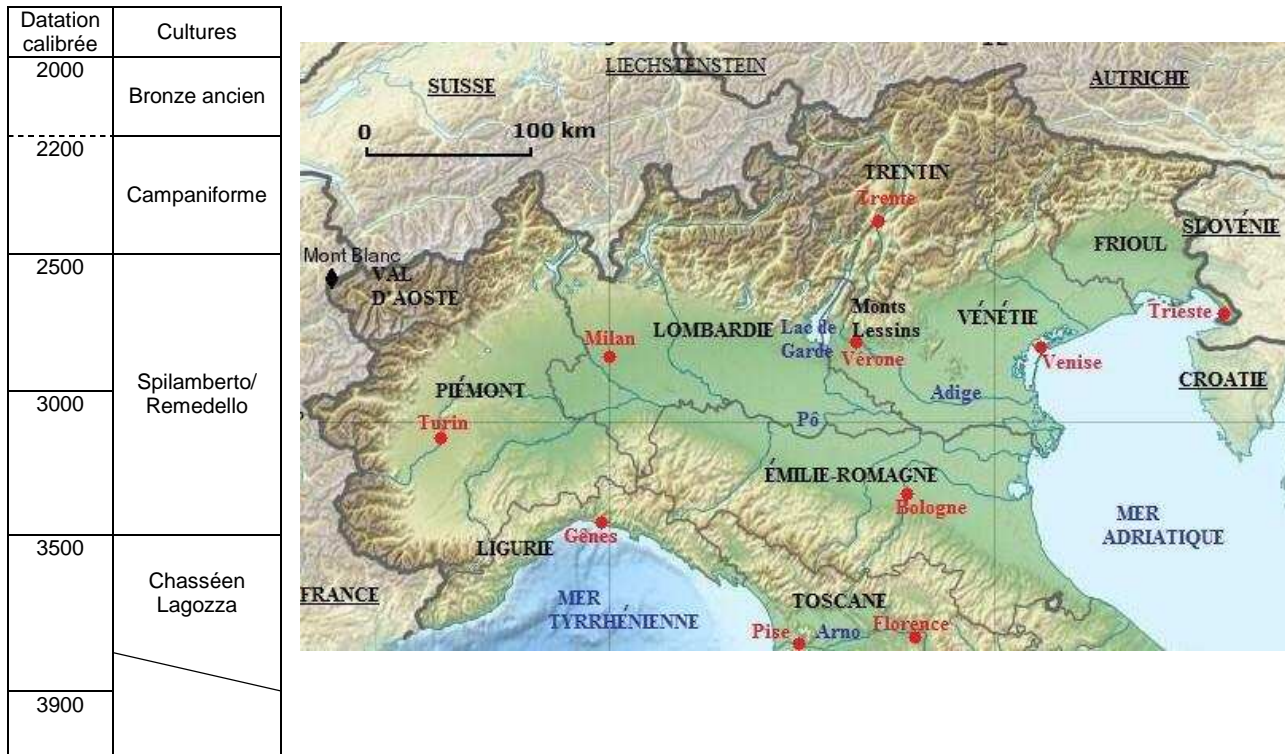 Datation
calibrée
Cultures
2000
Bronze ancien
2200
Campaniforme
2500
Spilamberto/
Remedello
3000
3500
Chasséen
Lagozza
3900
LIECHSTENSTEIN
SUISSE
AUTRICHE
0 100 km
TRENTIN
Trente
SLOVÉNIE
FRIOUL
Mont Blanc
VAL
D'AOSTE
Monts
Lessins
VÉNÉTIE
Trieste
LOMBARDIE
Lac de
Garde
Milan
Vérone
Venise
CROATIE
PIÉMONT
Adige
Turin
Pô
ÉMILIE-ROMAGNE
Bologne
MER
ADRIATIQUE
Gênes
LIGURIE
FRANCE
MER
TYRRHÉNIENNE
TOSCANE
Pise
Arno
Florence